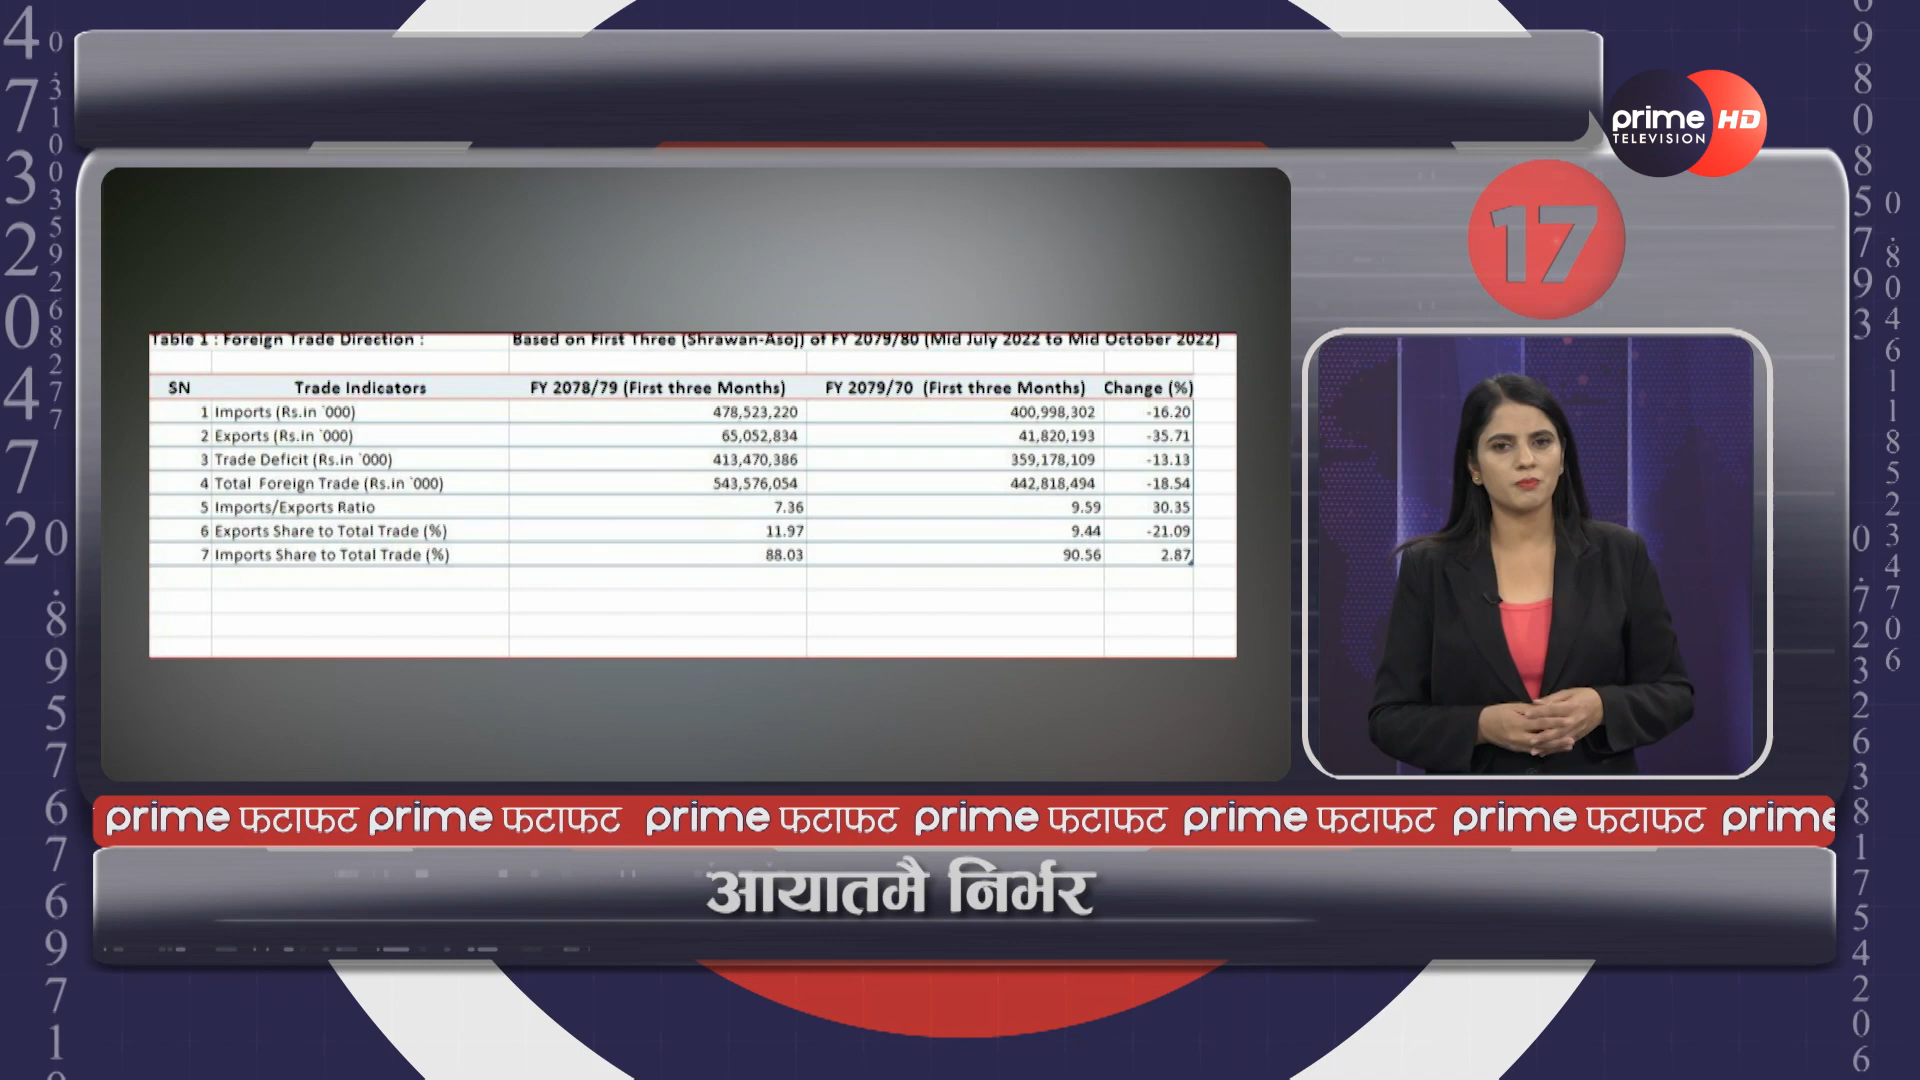 prime HD
TELEVISION
17
Table 1 : Foreign Trade Direction : Based on First Three (Shrawan-Asoj) of FY 2079/80 (Mid July 2022 to Mid October 2022)
SN Trade Indicators FY 2078/79 (First three Months) FY 2079/70 (First three Months) Change (%)
1 Imports (Rs.in `000) 478,523,220 400,998,302 -16.20
2 Exports (Rs.in `000) 65,052,834 41,820,193 -35.71
3 Trade Deficit (Rs.in `000) 413,470,386 359,178,109 -13.13
4 Total Foreign Trade (Rs.in `000) 543,576,054 442,818,494 -18.54
5 Imports/Exports Ratio 7.36 9.59 30.35
6 Exports Share to Total Trade (%) 11.97 9.44 -21.09
7 Imports Share to Total Trade (%) 88.03 90.56 2.87
prime फटाफट prime फटाफट prime फटाफट prime फटाफट prime फटाफट prime फटाफट prime
आयातमै निर्भर